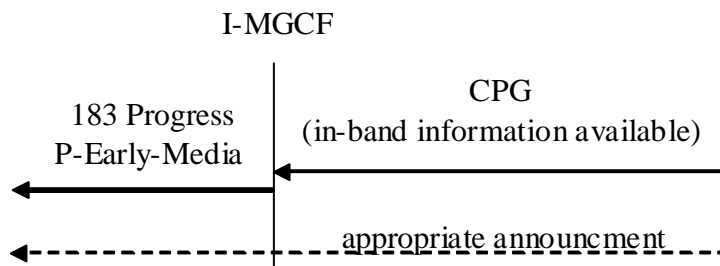 I-MGCF
183 Progress
P-Early-Media
CPG
(in-band information available)
appropriate announcment